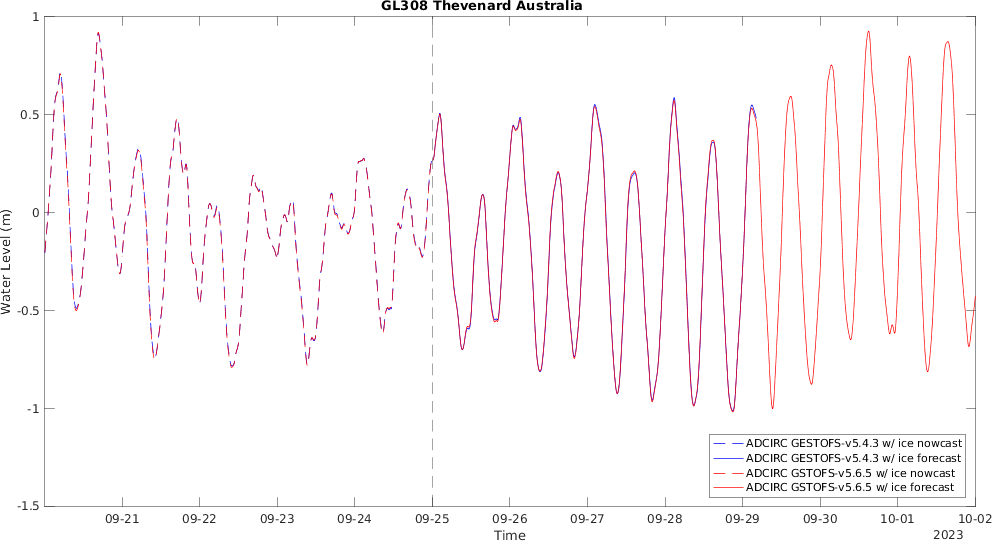 GL308 Thevenard Australia
1
0.5
0
-0.5
-1
-1.5
Water Level (m)
ADCIRC GESTOFS-v5.4.3 w/ ice nowcast
ADCIRC GESTOFS-v5.4.3 w/ ice forecast
ADCIRC GSTOFS-v5.6.5 w/ ice nowcast
ADCIRC GSTOFS-v5.6.5 w/ ice forecast
09-21 09-22 09-23 09-24 09-25 09-26 09-27 09-28 09-29 09-30 10-01 10-02
Time
2023